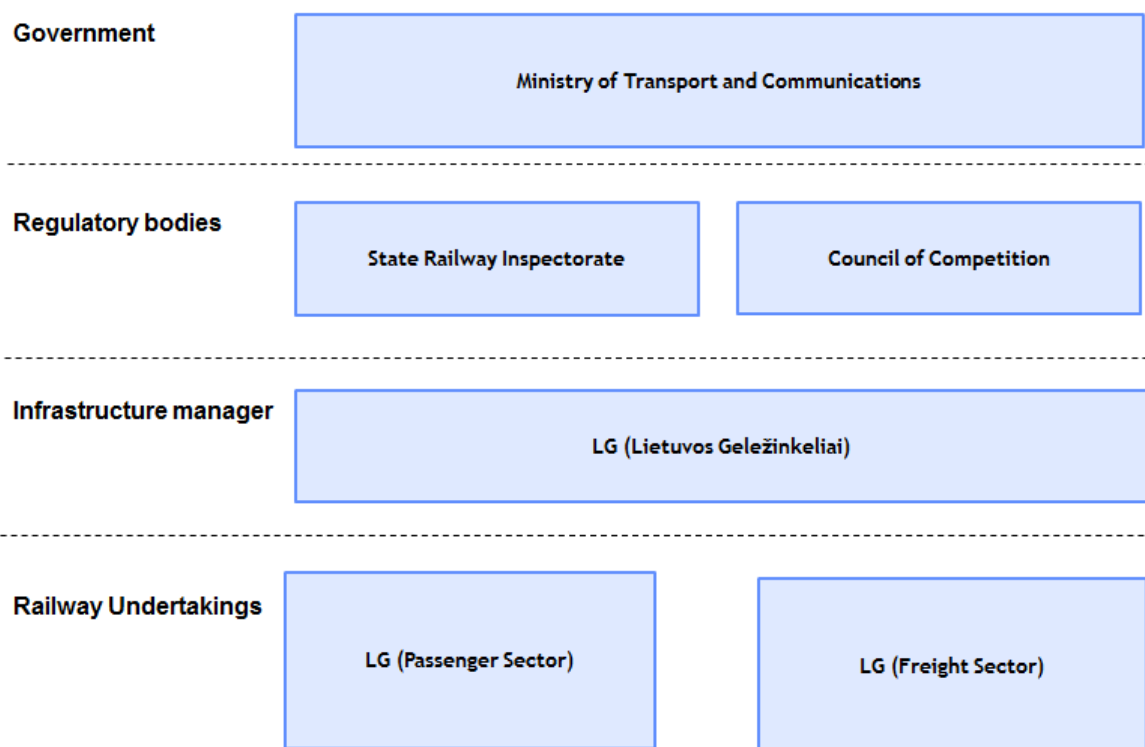 Government
Ministry of Transport and Communications
Regulatory bodies
State Railway Inspectorate
Council of Competition
Infrastructure manager
LG (Lietuvos Geležinkeliai)
Railway Undertakings
LG (Passenger Sector)
LG (Freight Sector)